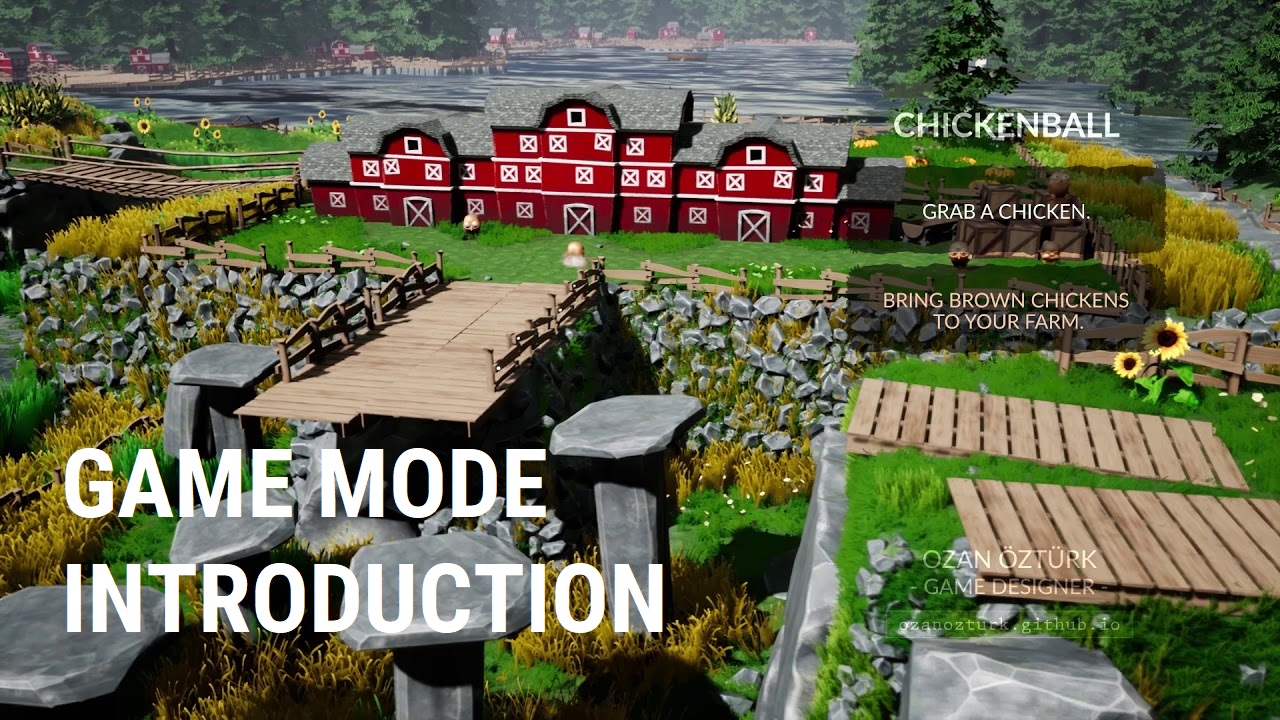 CHICKENBALL
GRAB A CHICKEN.
BRING BROWN CHICKENS
TO YOUR FARM.
GAME MODE
INTRODUCTION
OZAN ÖZTÜRK
- GAME DESIGNER -
ozanozturk.github.io